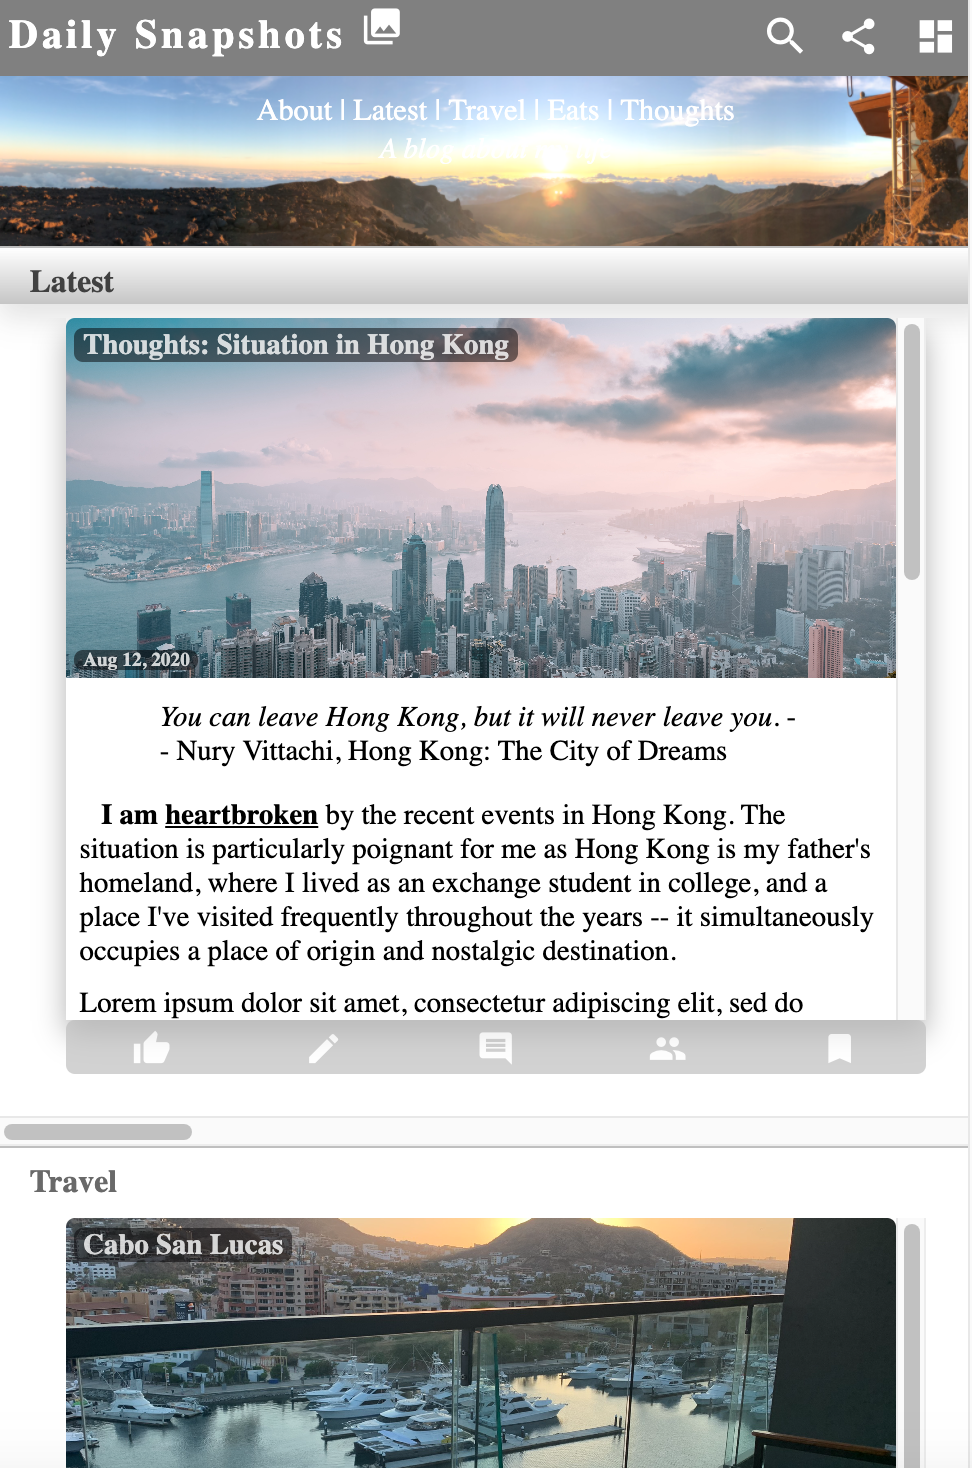 Daily Snapshots
About | Latest | Travel | Eats | Thoughts
A blog
Latest
Thoughts: Situation in Hong Kong
Aug 12, 2020
You can leave Hong Kong, but it will never leave you. -
- Nury Vittachi, Hong Kong: The City of Dreams
I am heartbroken by the recent events in Hong Kong. The
situation is particularly poignant for me as Hong Kong is my father's
homeland, where I lived as an exchange student in college, and a
place I've visited frequently throughout the years -- it simultaneously
occupies a place of origin and nostalgic destination.
Lorem ipsum dolor sit amet, consectetur adipiscing elit, sed do
Travel
Cabo San Lucas